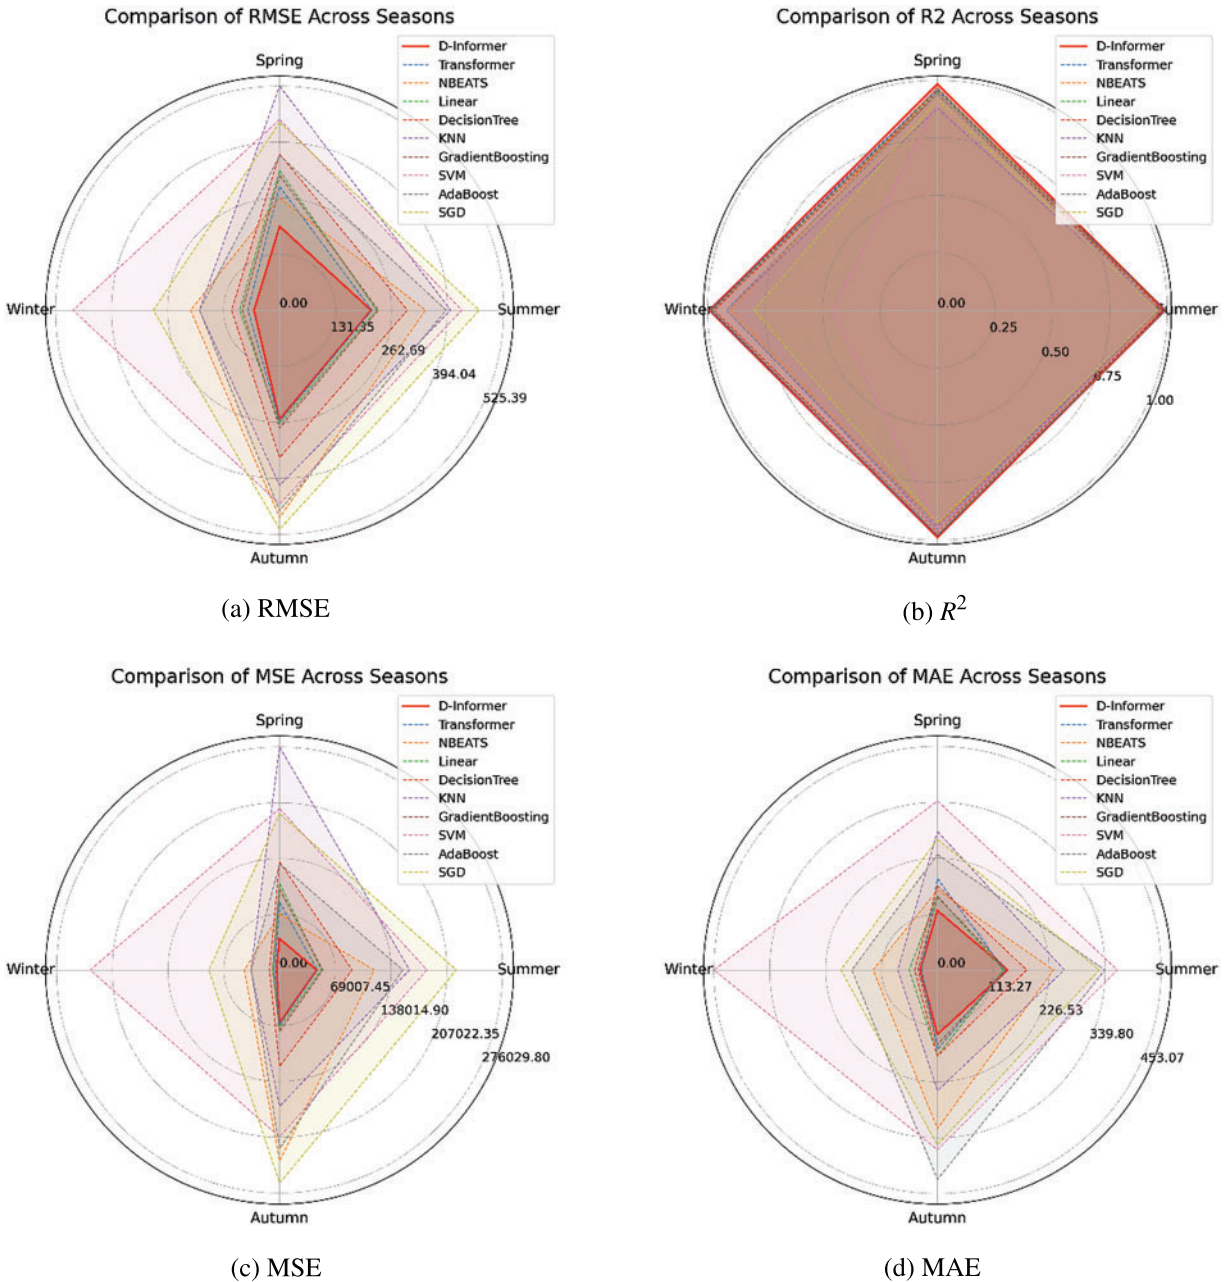 Comparison of RMSE Across Seasons
Spring
D-Informer
Transformer
NBEATS
Linear
DecisionTree
KNN
GradientBoosting
SVM
AdaBoost
SGD
Winter
Summer
0.00
131.35
262.69
394.04
525.39
Autumn
(a) RMSE
Comparison of R2 Across Seasons
Spring
D-Informer
Transformer
NBEATS
Linear
DecisionTree
KNN
GradientBoosting
SVM
AdaBoost
SGD
Winter
Summer
0.00
0.25
0.50
0.75
1.00
Autumn
(b) R²
Comparison of MSE Across Seasons
Spring
D-Informer
Transformer
NBEATS
Linear
DecisionTree
KNN
GradientBoosting
SVM
AdaBoost
SGD
Winter
Summer
0.00
69007.45
138014.90
207022.35
276029.80
Autumn
(c) MSE
Comparison of MAE Across Seasons
Spring
D-Informer
Transformer
NBEATS
Linear
DecisionTree
KNN
GradientBoosting
SVM
AdaBoost
SGD
Winter
Summer
0.00
113.27
226.53
339.80
453.07
Autumn
(d) MAE